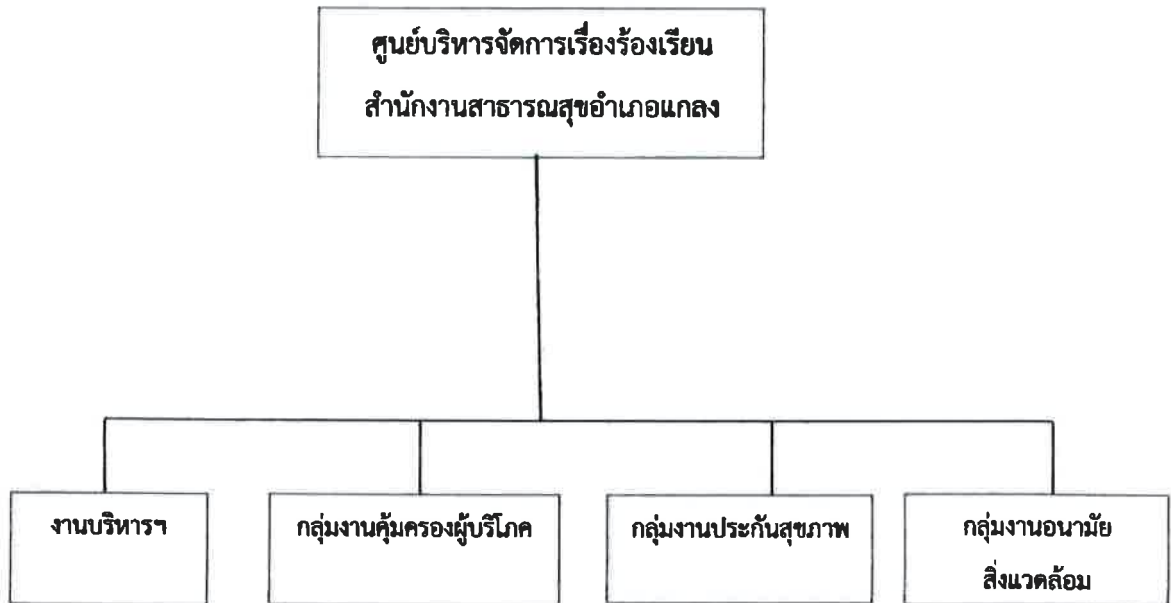 ศูนย์บริหารจัดการเรื่องร้องเรียน
สำนักงานสาธารณสุขอำเภอแกลง
งานบริหารฯ
กลุ่มงานคุ้มครองผู้บริโภค
กลุ่มงานประกันสุขภาพ
กลุ่มงานอนามัย
สิ่งแวดล้อม